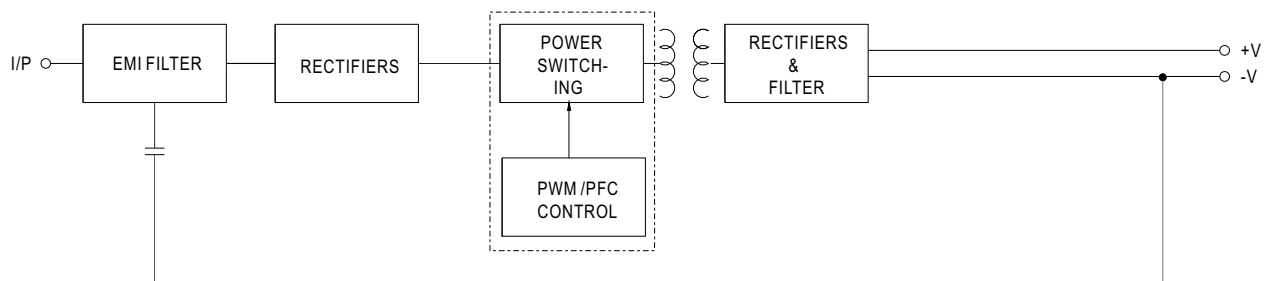 I/P
EMI FILTER
RECTIFIERS
POWER
SWITCH-
ING
RECTIFIERS
&
FILTER
+V
-V
PWM /PFC
CONTROL